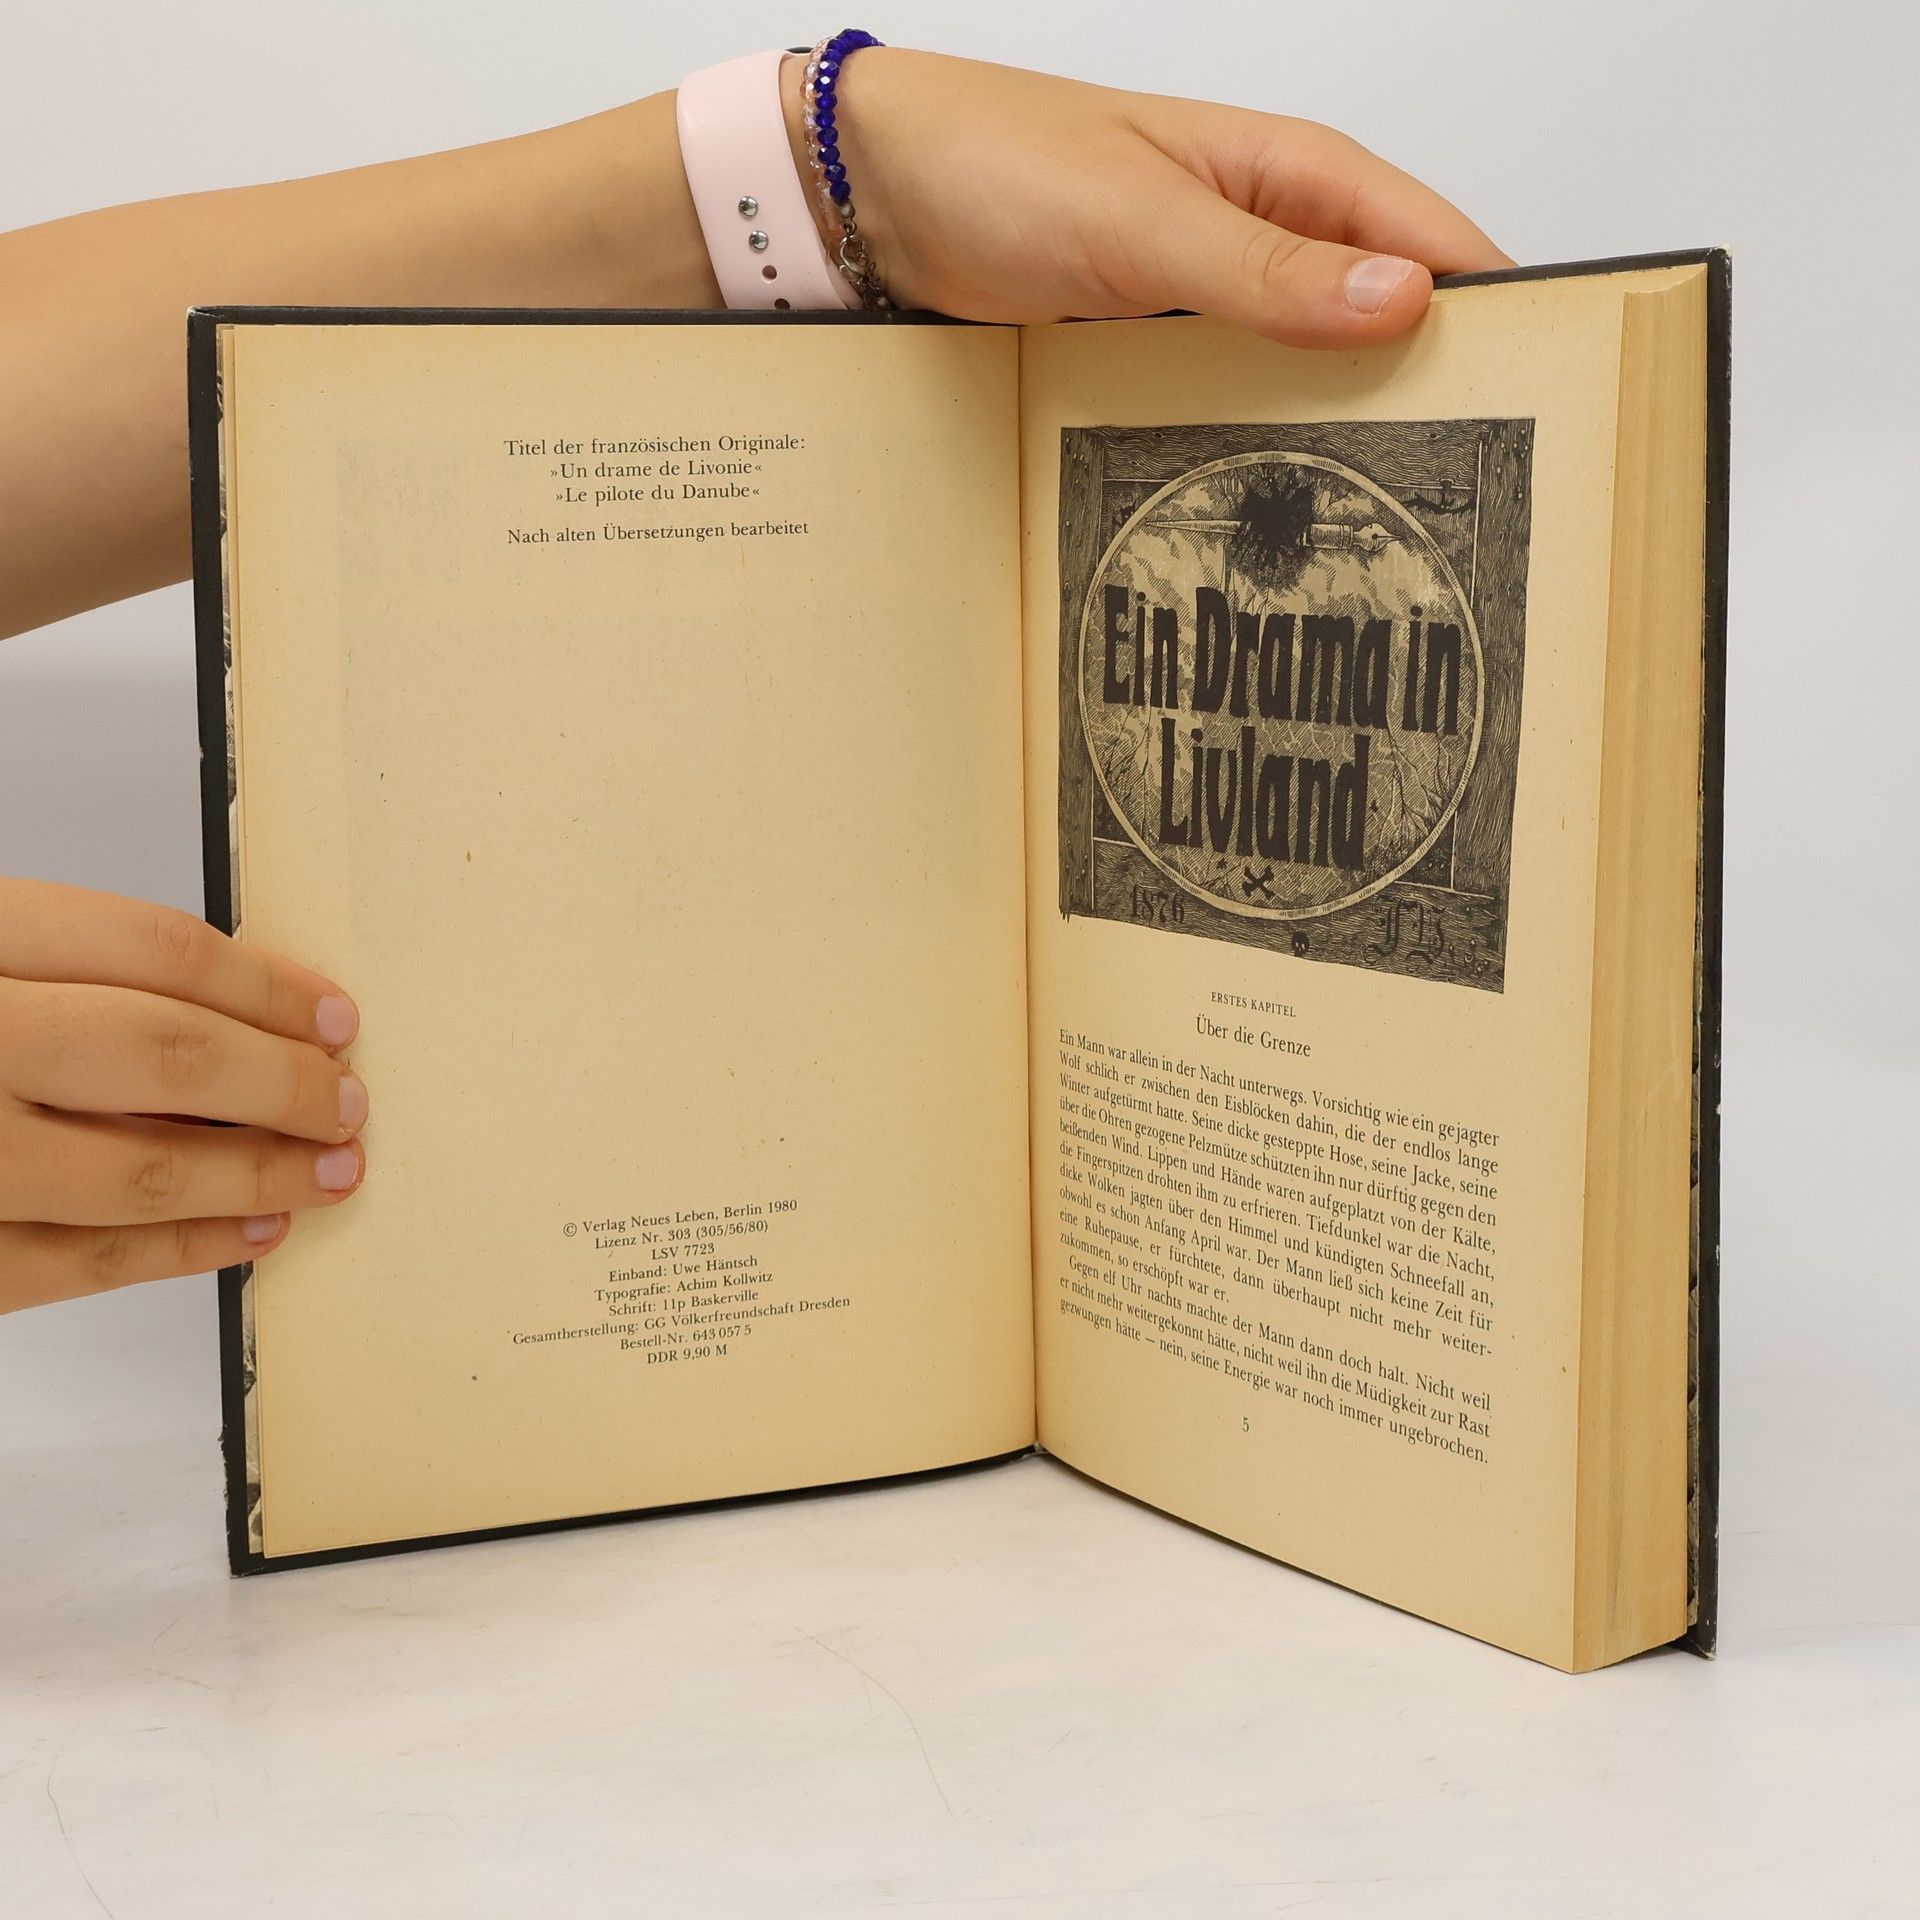 Titel der französischen Originale:
»Un drame de Livonie«
»Le pilote du Danube«
Nach alten Übersetzungen bearbeitet
© Verlag Neues Leben, Berlin 1980
Lizenz Nr. 303 (305/56/80)
LSV 7723
Einband: Uwe Häntsch
Typografie: Achim Kollwitz
Schrift: 11p Baskerville
Gesamtherstellung: GG Völkerfreundschaft Dresden
Bestell-Nr. 643 057 5
DDR 9,90 M
Ein Drama in
Livland
1876
ERSTES KAPITEL
Über die Grenze
Ein Mann war allein in der Nacht unterwegs. Vorsichtig wie ein gejagter
Wolf schlich er zwischen den Eisblöcken dahin, die der endlos lange
Winter aufgetürmt hatte. Seine dicke gesteppte Hose, seine Jacke, seine
über die Ohren gezogene Pelzmütze schützten ihn nur dürftig gegen den
beißenden Wind. Lippen und Hände waren aufgeplatzt von der Kälte,
die Fingerspitzen drohten ihm zu erfrieren. Tiefdunkel war die Nacht,
dicke Wolken jagten über den Himmel und kündigten Schneefall an,
obwohl es schon Anfang April war. Der Mann ließ sich keine Zeit für
eine Ruhepause, er fürchtete, dann überhaupt nicht mehr weiter-
zukommen, so erschöpft war er.
Gegen elf Uhr nachts machte der Mann dann doch halt. Nicht weil
er nicht mehr weitergekonnt hätte, nicht weil ihn die Müdigkeit zur Rast
gezwungen hätte — nein, seine Energie war noch immer ungebrochen.
5